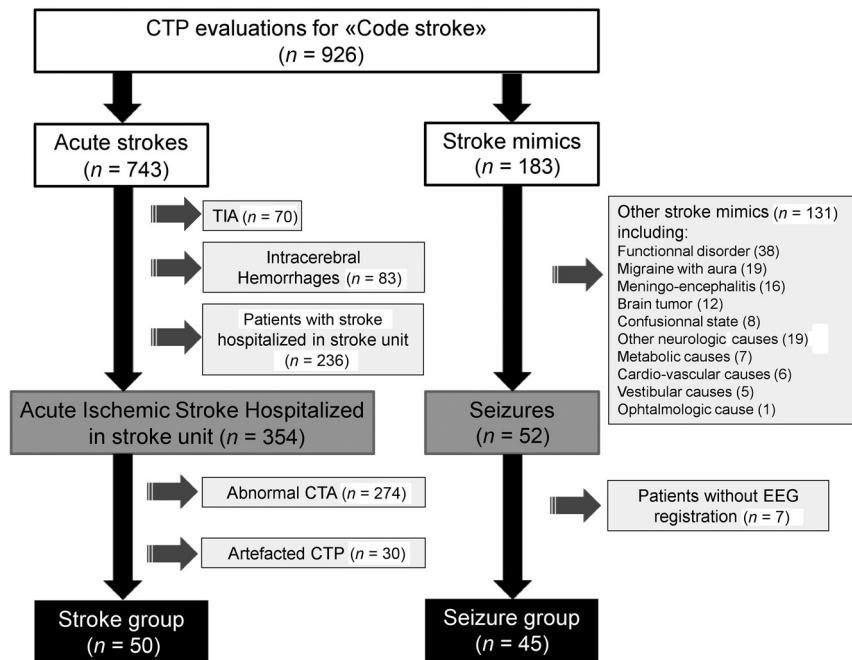 CTP evaluations for «Code stroke»
(n = 926)
Acute strokes
(n = 743)
Stroke mimics
(n = 183)
TIA (n = 70)
Intracerebral
Hemorrhages (n = 83)
Patients with stroke
hospitalized in stroke unit
(n = 236)
Other stroke mimics (n = 131)
including:
Functionnal disorder (38)
Migraine with aura (19)
Meningo-encephalitis (16)
Brain tumor (12)
Confusionnal state (8)
Other neurologic causes (19)
Metabolic causes (7)
Cardio-vascular causes (6)
Vestibular causes (5)
Ophtalmologic cause (1)
Acute Ischemic Stroke Hospitalized
in stroke unit (n = 354)
Seizures
(n = 52)
Abnormal CTA (n = 274)
Artefacted CTP (n = 30)
Patients without EEG
registration (n = 7)
Stroke group
(n = 50)
Seizure group
(n = 45)